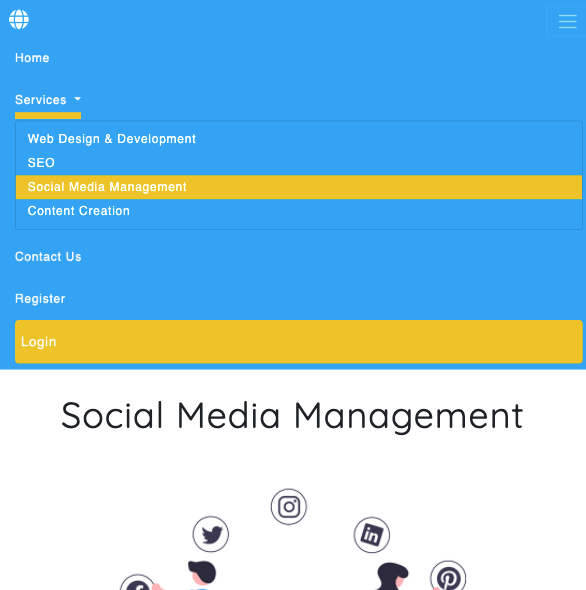 Home
Services
Web Design & Development
SEO
Social Media Management
Content Creation
Contact Us
Register
Login
Social Media Management
in